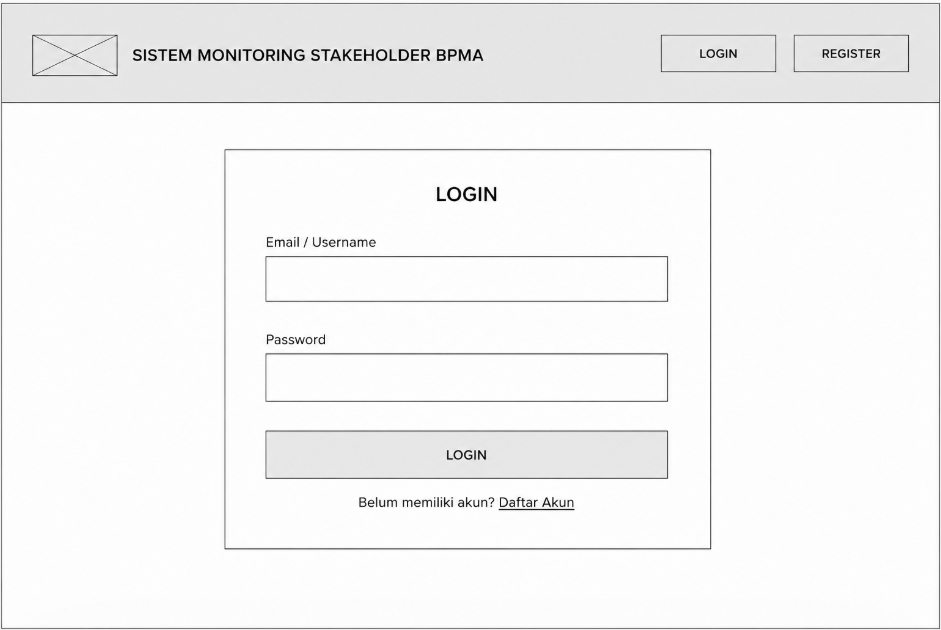 SISTEM MONITORING STAKEHOLDER BPMA
LOGIN
REGISTER
LOGIN
Email / Username
Password
LOGIN
Belum memiliki akun? Daftar Akun